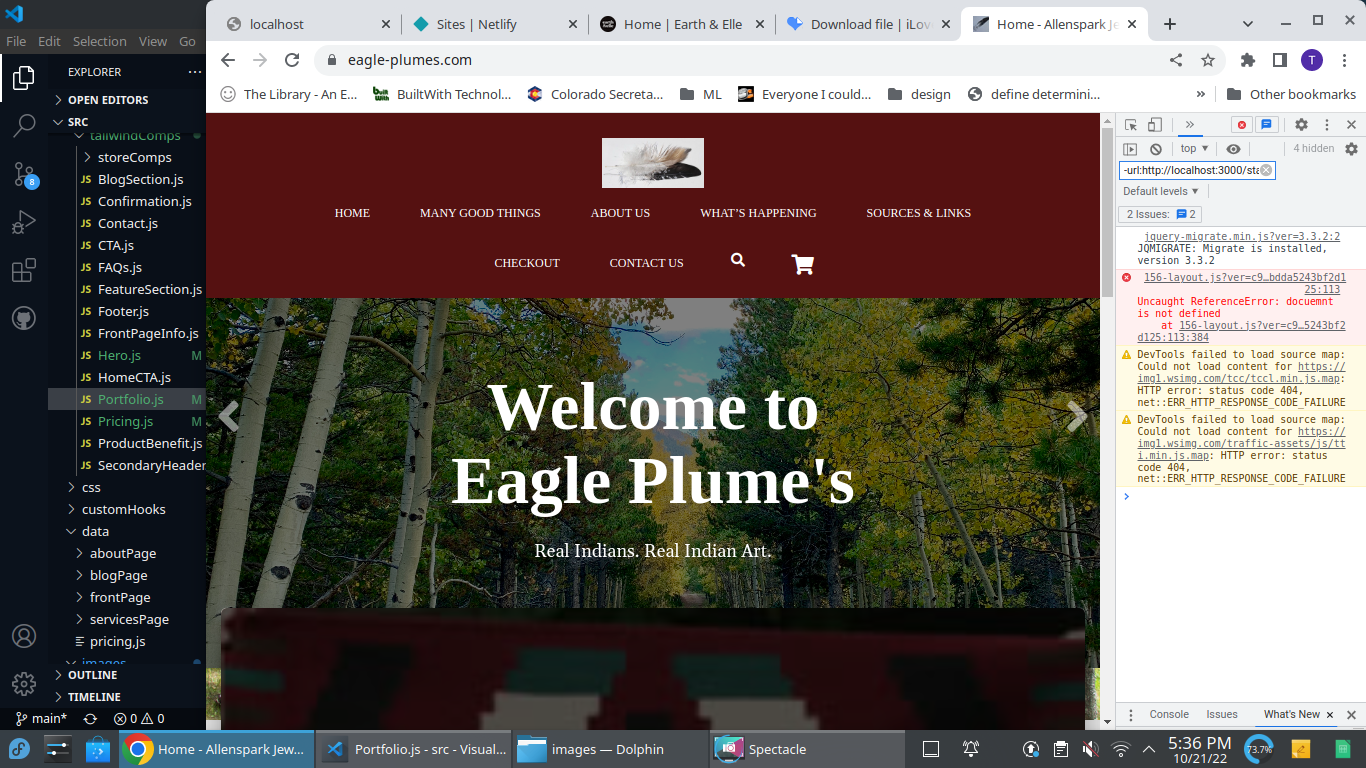 File Edit Selection View Go
EXPLORER
OPEN EDITORS
SRC
tailwindComps
storeComps
JS BlogSection.js
JS Confirmation.js
JS Contact.js
JS CTA.js
JS FAQs.js
JS FeatureSection.js
JS Footer.js
JS FrontPageInfo.js
JS Hero.js M
JS HomeCTA.js
JS Portfolio.js M
JS Pricing.js M
JS ProductBenefit.js
JS SecondaryHeader
css
customHooks
data
aboutPage
blogPage
frontPage
servicesPage
pricing,js
images
OUTLINE
TIMELINE
8
main* 0 0
localhost
Sites | Netlify
Home | Earth & Elle
Download file | iLov
Home - Allenspark Je
eagle-plumes.com
T
The Library - An E...
BuiltWith Technol...
Colorado Secreta...
ML
Everyone I could...
design
define determini...
»
Other bookmarks
HOME MANY GOOD THINGS ABOUT US WHAT’S HAPPENING SOURCES & LINKS
CHECKOUT CONTACT US
Welcome to
Eagle Plume's
Real Indians. Real Indian Art.
top 4 hidden
-url:http://localhost:3000/sta
Default levels
2 Issues: 2
jquery-migrate.min.js?ver=3.3.2:2
JQMIGRATE: Migrate is installed,
version 3.3.2
156-layout.js?ver=c9…bdda5243bf2d1
25:113
Uncaught ReferenceError: docuemnt
is not defined
at 156-layout.js?ver=c9…5243bf2
d125:113:384
DevTools failed to load source map:
Could not load content for https:/
/img1.wsimg.com/tcc/tccl.min.js.map:
HTTP error: status code 404,
net::ERR_HTTP_RESPONSE_CODE_FAILURE
DevTools failed to load source map:
Could not load content for https:/
/img1.wsimg.com/traffic-assets/js/tt
i.min.js.map: HTTP error: status
code 404,
net::ERR_HTTP_RESPONSE_CODE_FAILURE
Console Issues What's New
Home - Allenspark Jew...
Portfolio.js - src - Visual...
images — Dolphin
Spectacle
5:36 PM
10/21/22
73.7%